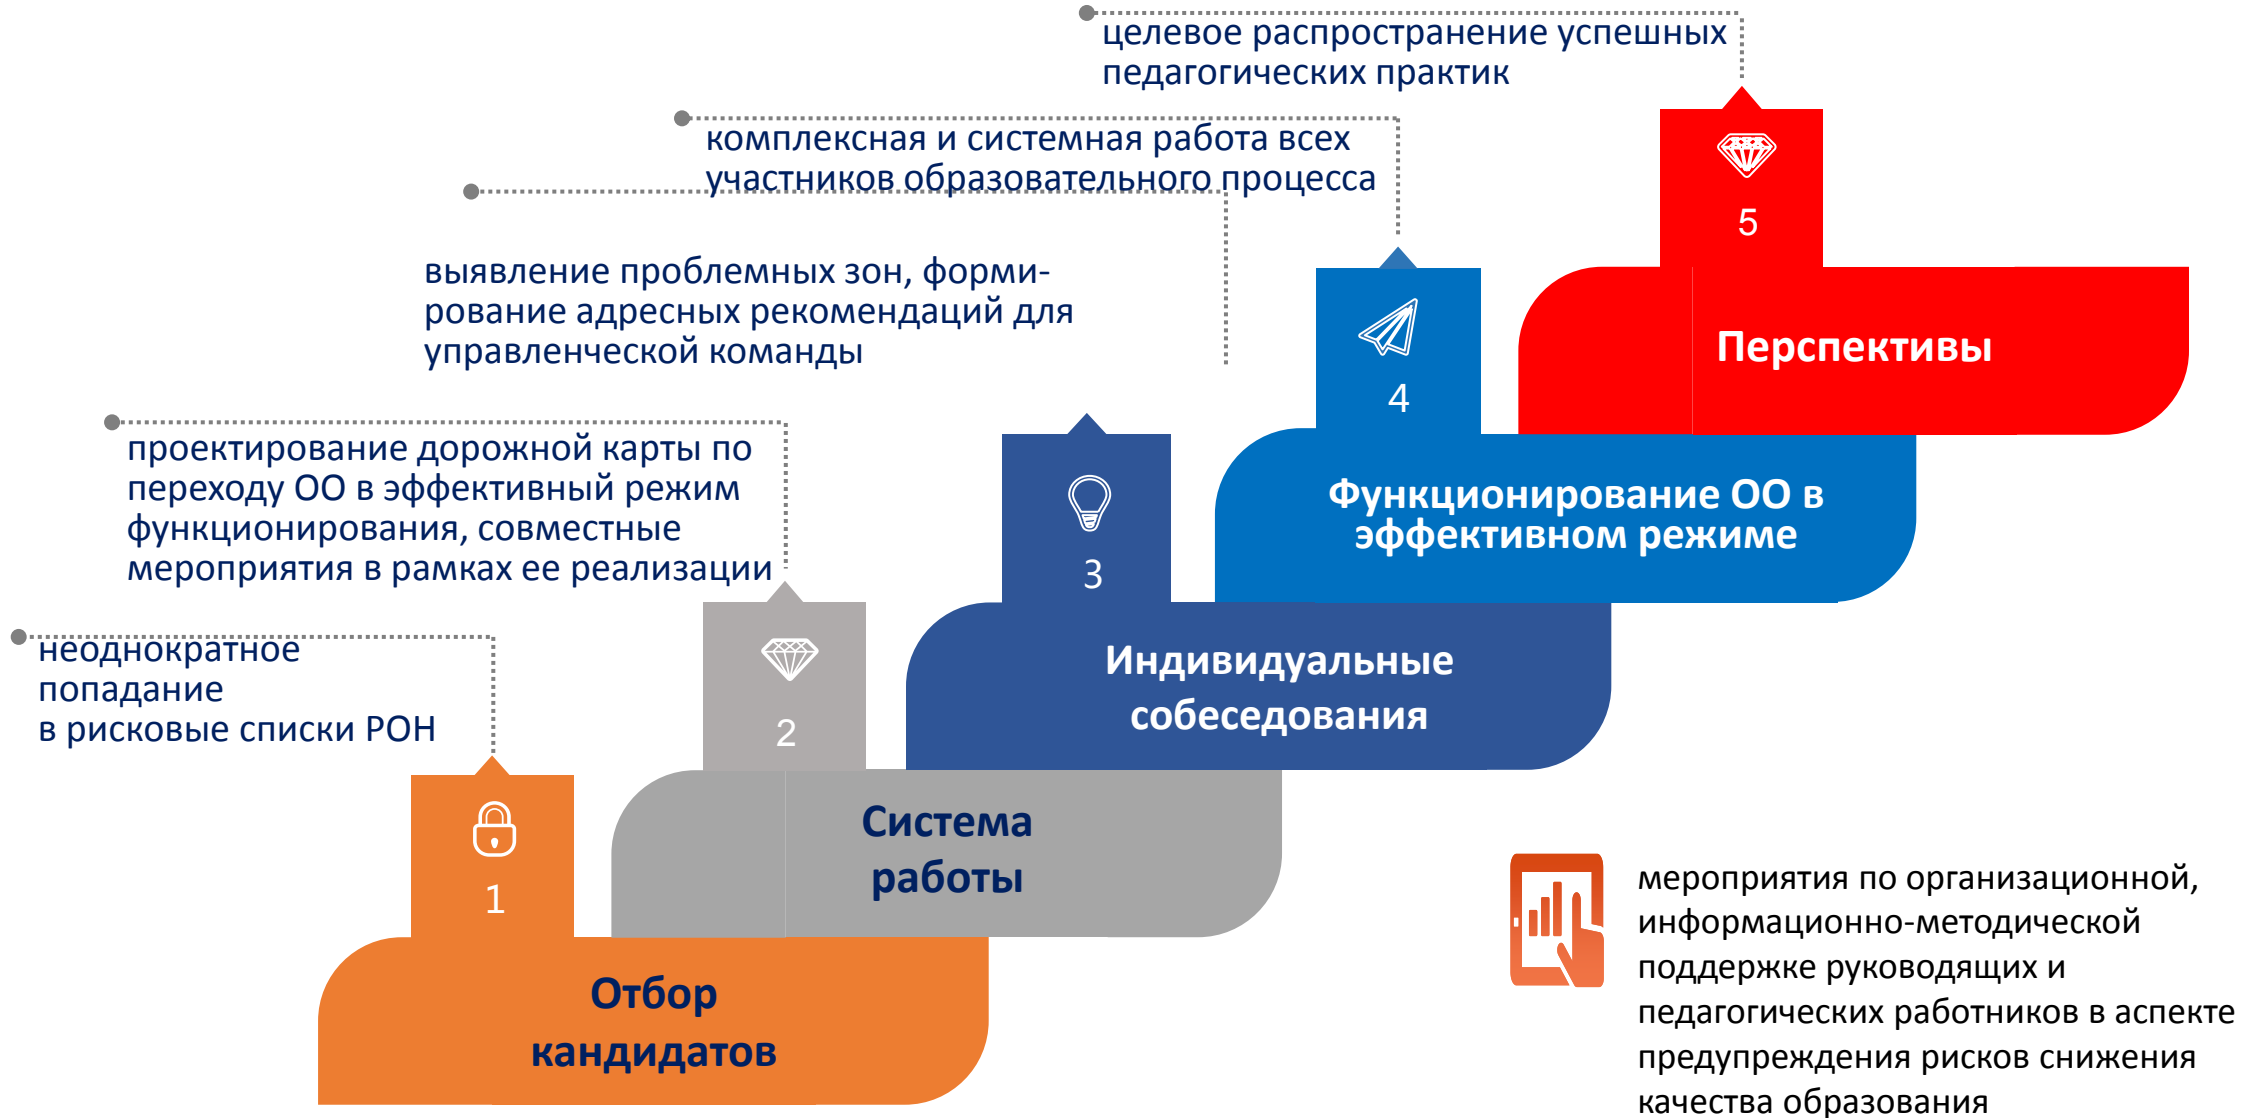 целевое распространение успешных
педагогических практик
комплексная и системная работа всех
участников образовательного процесса
выявление проблемных зон, форми-
рование адресных рекомендаций для
управленческой команды
проектирование дорожной карты по
переходу ОО в эффективный режим
функционирования, совместные
мероприятия в рамках ее реализации
неоднократное
попадание
в рисковые списки РОН
5
Перспективы
4
Функционирование ОО в
эффективном режиме
3
Индивидуальные
собеседования
2
Система
работы
1
Отбор
кандидатов
мероприятия по организационной,
информационно-методической
поддержке руководящих и
педагогических работников в аспекте
предупреждения рисков снижения
качества образования